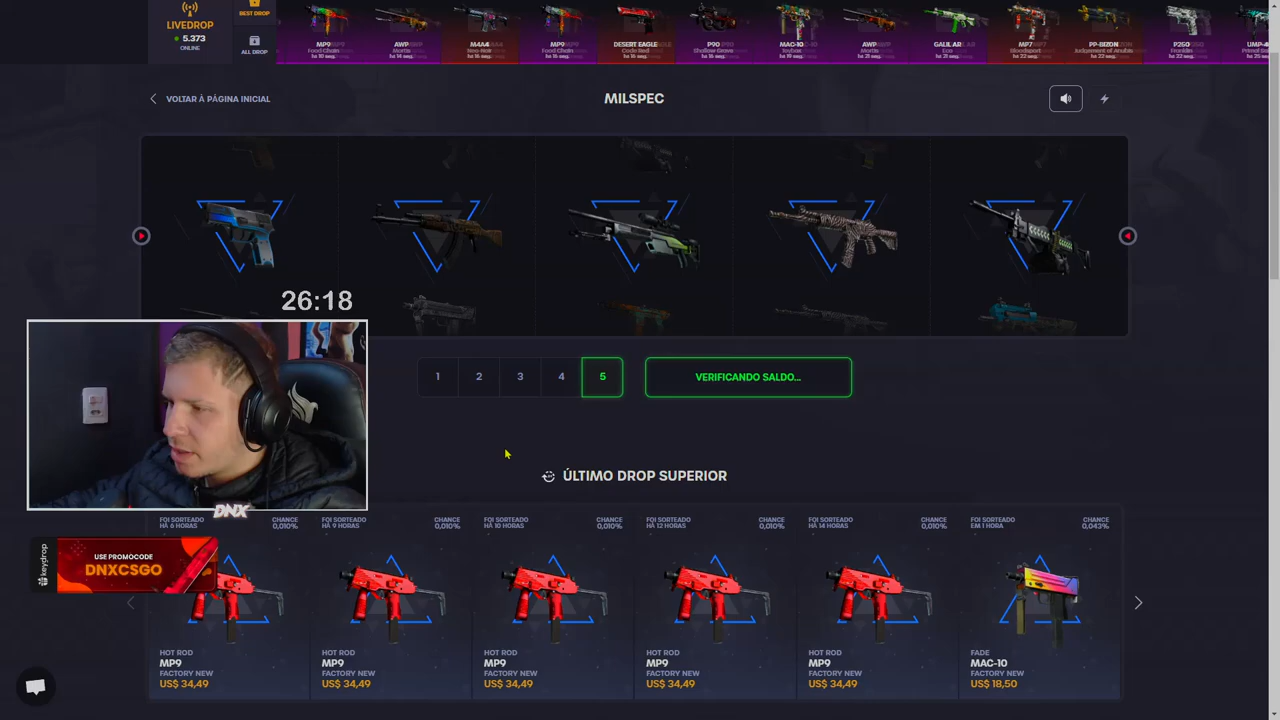 LIVEDROP
5.373
ONLINE
BEST DROP
ALL DROP
MP9
AWP
M4A4
MP9
DESERT EAGLE
P90
MAC-10
AWP
GALIL AR
MP7
PP-BIZON
P250
VOLTAR À PÁGINA INICIAL
MILSPEC
26:18
1 2 3 4 5
VERIFICANDO SALDO...
ÚLTIMO DROP SUPERIOR
FOI SORTEADO
HÁ 6 HORAS
CHANCE
0,010%
FOI SORTEADO
HÁ 9 HORAS
CHANCE
0,010%
FOI SORTEADO
HÁ 10 HORAS
CHANCE
0,010%
FOI SORTEADO
HÁ 12 HORAS
CHANCE
0,010%
FOI SORTEADO
HÁ 14 HORAS
CHANCE
0,010%
FOI SORTEADO
EM 1 HORA
CHANCE
0,043%
DNX
keydrop
USE PROMOCODE
DNXCSGO
HOT ROD
MP9
FACTORY NEW
US$ 34,49
HOT ROD
MP9
FACTORY NEW
US$ 34,49
HOT ROD
MP9
FACTORY NEW
US$ 34,49
HOT ROD
MP9
FACTORY NEW
US$ 34,49
HOT ROD
MP9
FACTORY NEW
US$ 34,49
FADE
MAC-10
FACTORY NEW
US$ 18,50